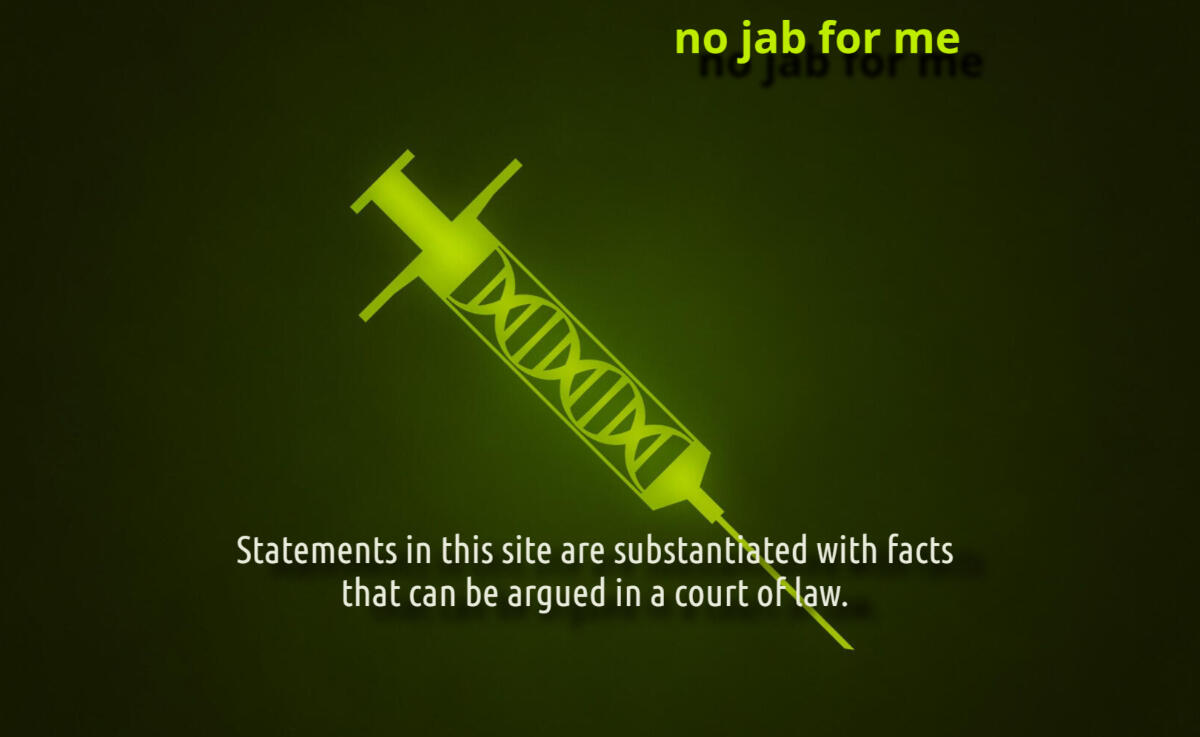 no jab for me
Statements in this site are substantiated with facts
that can be argued in a court of law.